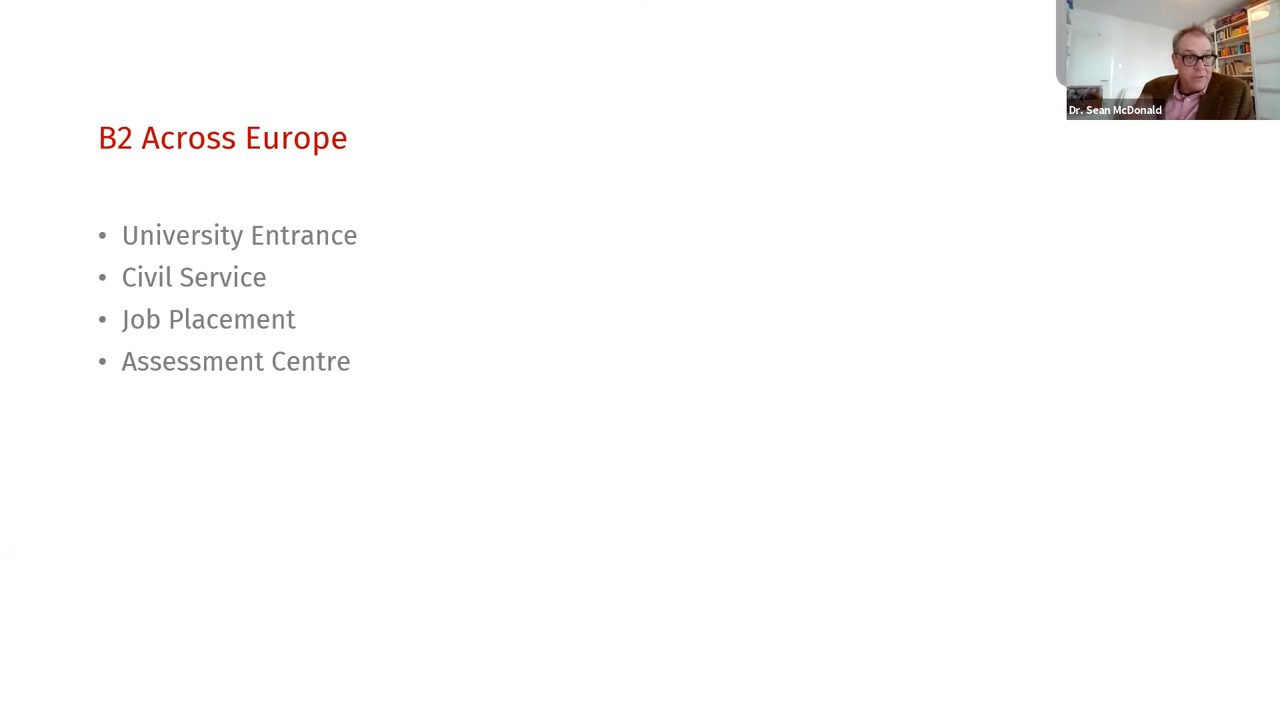 B2 Across Europe
• University Entrance
• Civil Service
• Job Placement
• Assessment Centre
Dr. Sean McDonald